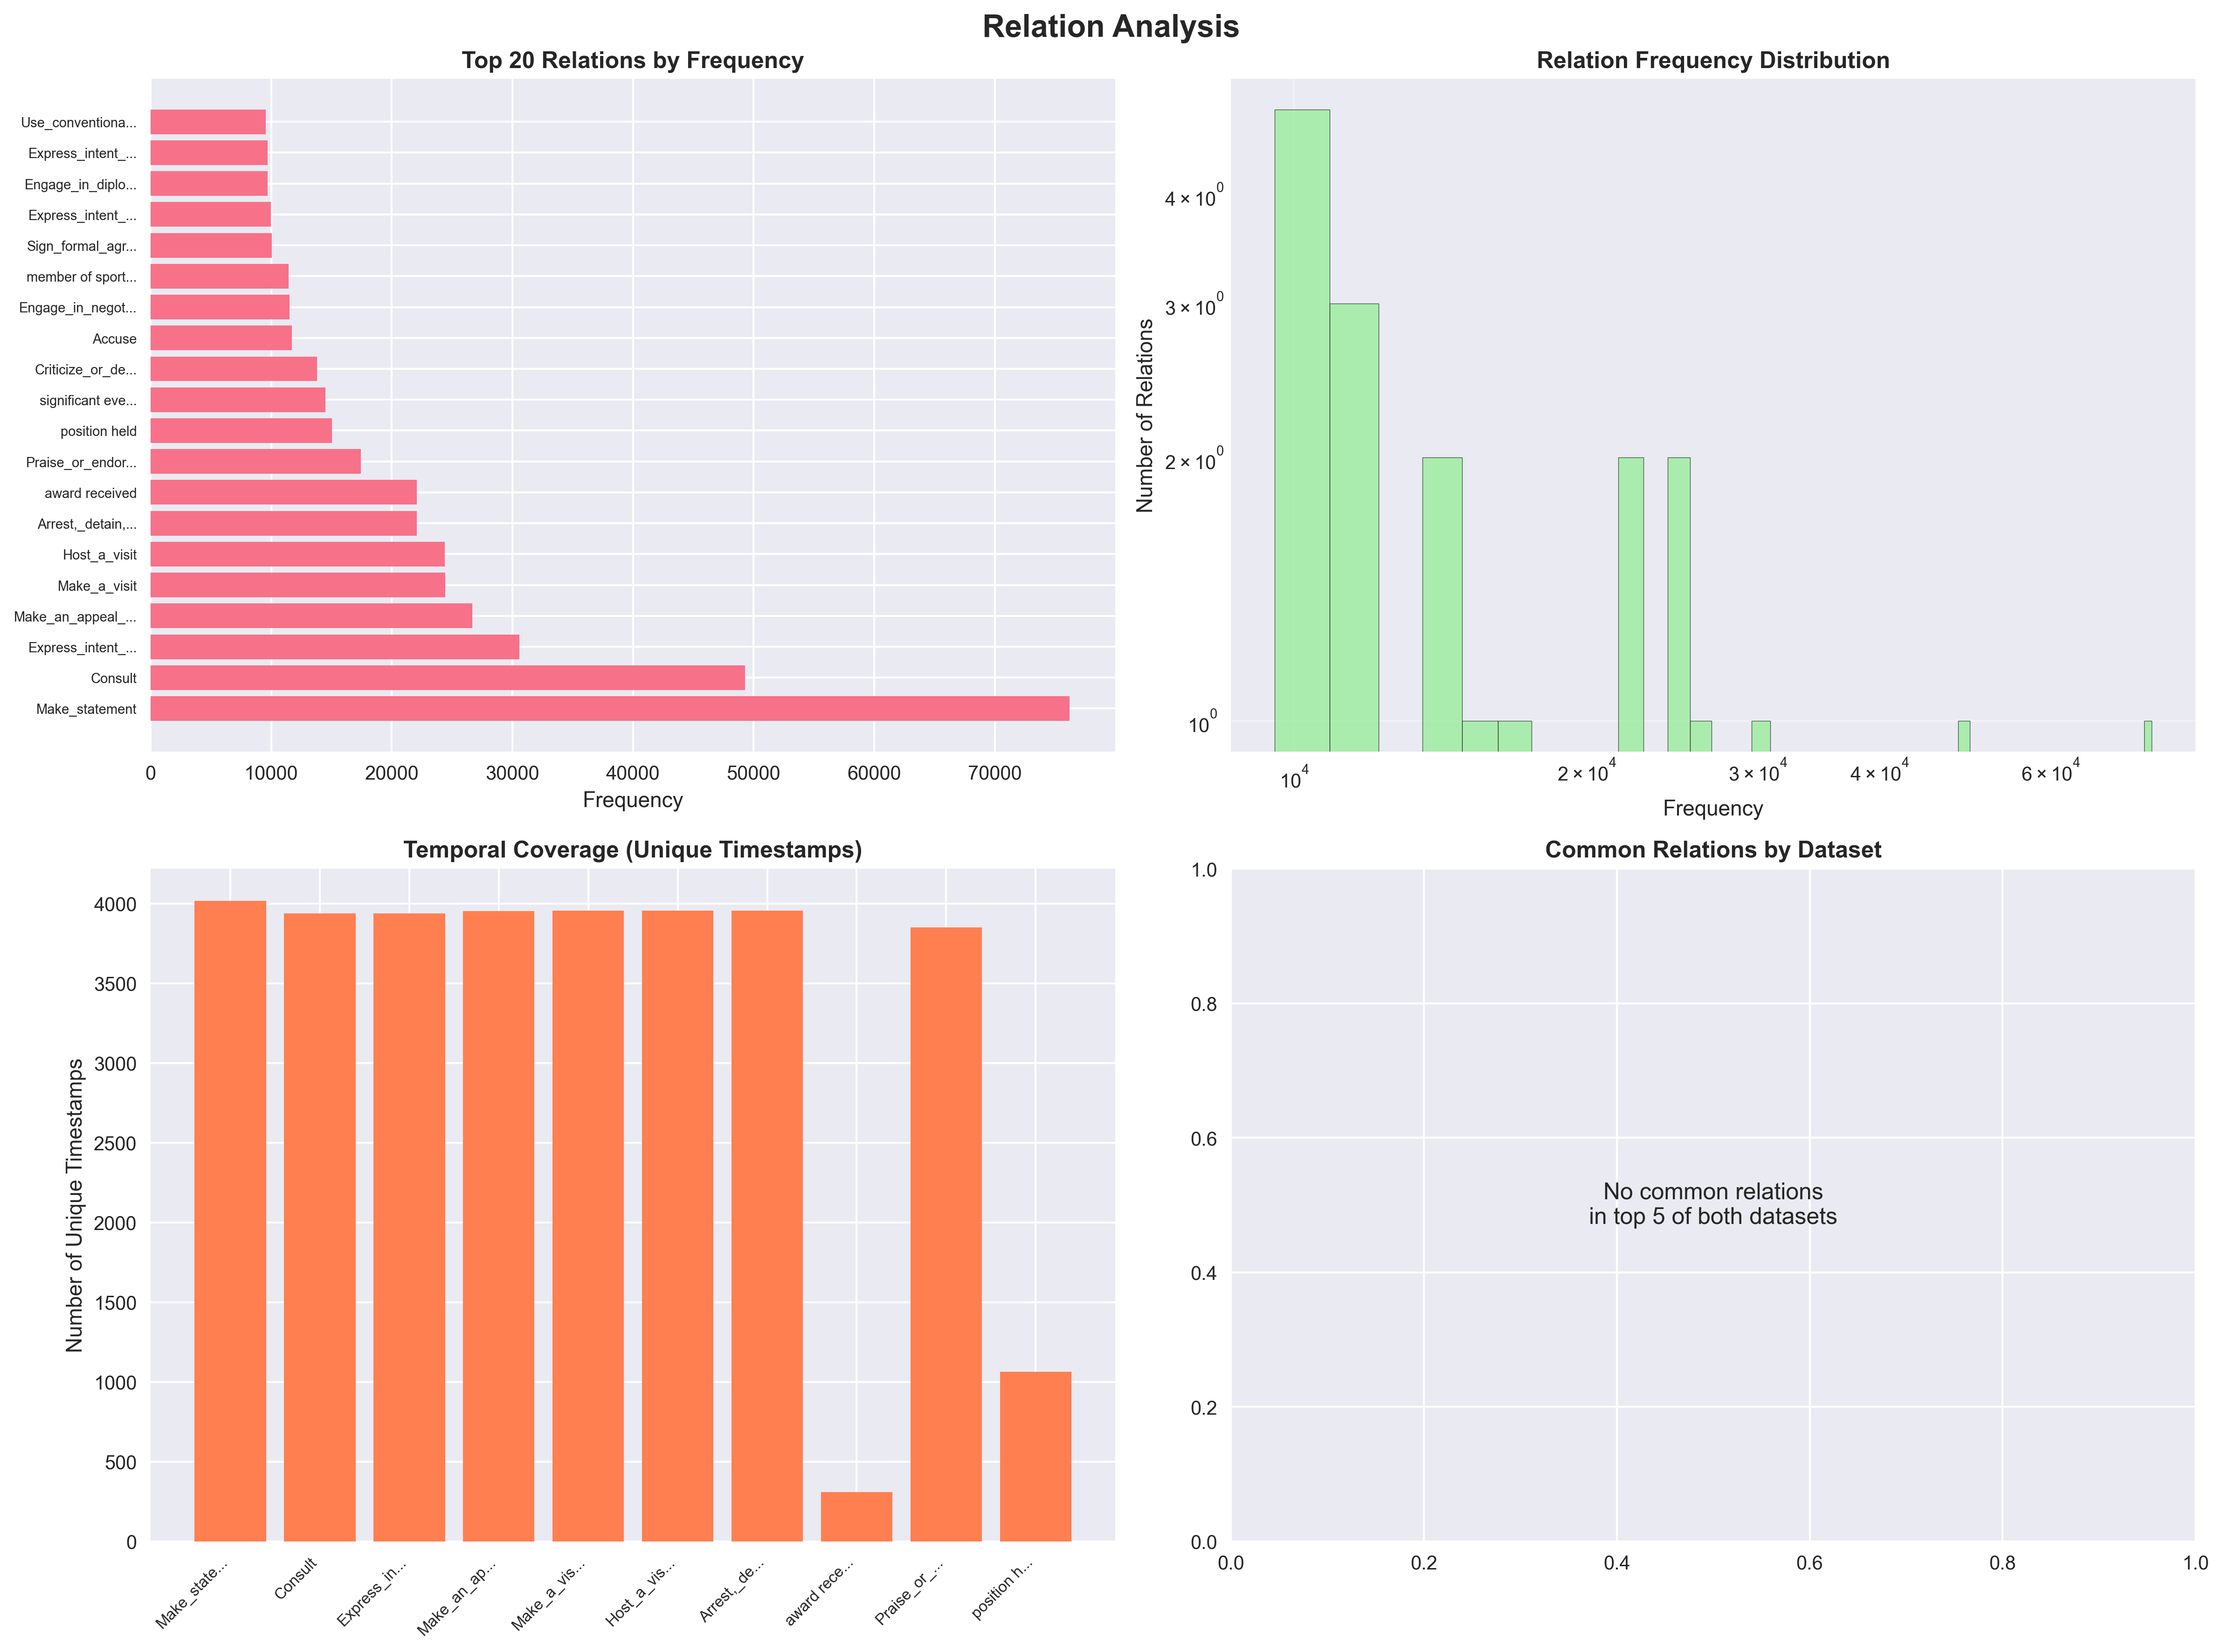 Relation Analysis
Top 20 Relations by Frequency
Use_conventiona...
Express_intent_...
Engage_in_diplo...
Express_intent_...
Sign_formal_agr...
member of sport...
Engage_in_negot...
Accuse
Criticize_or_de...
significant eve...
position held
Praise_or_endor...
award received
Arrest,_detain,...
Host_a_visit
Make_a_visit
Make_an_appeal_...
Express_intent_...
Consult
Make_statement
0 10000 20000 30000 40000 50000 60000 70000
Frequency
Relation Frequency Distribution
Number of Relations
4 × 10⁰
3 × 10⁰
2 × 10⁰
10⁰
10⁴ 2 × 10⁴ 3 × 10⁴ 4 × 10⁴ 6 × 10⁴
Frequency
Temporal Coverage (Unique Timestamps)
Number of Unique Timestamps
4000
3500
3000
2500
2000
1500
1000
500
0
Make_state...
Consult
Express_in...
Make_an_ap...
Make_a_vis...
Host_a_vis...
Arrest,_de...
award rece...
Praise_or_...
position h...
Common Relations by Dataset
1.0
0.8
0.6
0.4
0.2
0.0
No common relations
in top 5 of both datasets
0.0 0.2 0.4 0.6 0.8 1.0